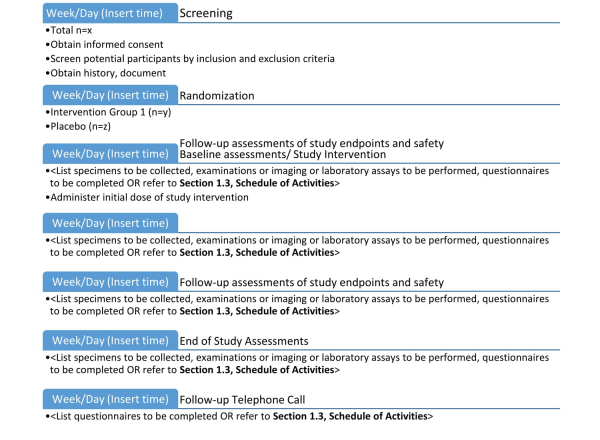 Week/Day (Insert time) Screening
•Total n=x
•Obtain informed consent
•Screen potential participants by inclusion and exclusion criteria
•Obtain history, document
Week/Day (Insert time) Randomization
•Intervention Group 1 (n=y)
•Placebo (n=z)
Follow-up assessments of study endpoints and safety
Week/Day (Insert time) Baseline assessments/ Study Intervention
•<List specimens to be collected, examinations or imaging or laboratory assays to be performed, questionnaires
to be completed OR refer to Section 1.3, Schedule of Activities>
•Administer initial dose of study intervention
Week/Day (Insert time)
•<List specimens to be collected, examinations or imaging or laboratory assays to be performed, questionnaires
to be completed OR refer to Section 1.3, Schedule of Activities>
Week/Day (Insert time) Follow-up assessments of study endpoints and safety
•<List specimens to be collected, examinations or imaging or laboratory assays to be performed, questionnaires
to be completed OR refer to Section 1.3, Schedule of Activities>
Week/Day (Insert time) End of Study Assessments
•<List specimens to be collected, examinations or imaging or laboratory assays to be performed, questionnaires
to be completed OR refer to Section 1.3, Schedule of Activities>
Week/Day (Insert time) Follow-up Telephone Call
•<List questionnaires to be completed OR refer to Section 1.3, Schedule of Activities>